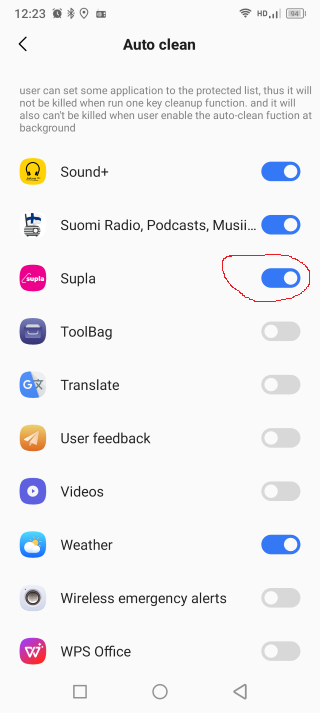 12:23 HD 94
Auto clean
user can set some application to the protected list, thus it will
not be killed when run one key cleanup function. and it will
also can't be killed when user enable the auto-clean fuction at
background
Sound+
Suomi Radio, Podcasts, Musii...
Supla
supla
ToolBag
Translate
G
User feedback
Videos
Weather
Wireless emergency alerts
WPS Office
W